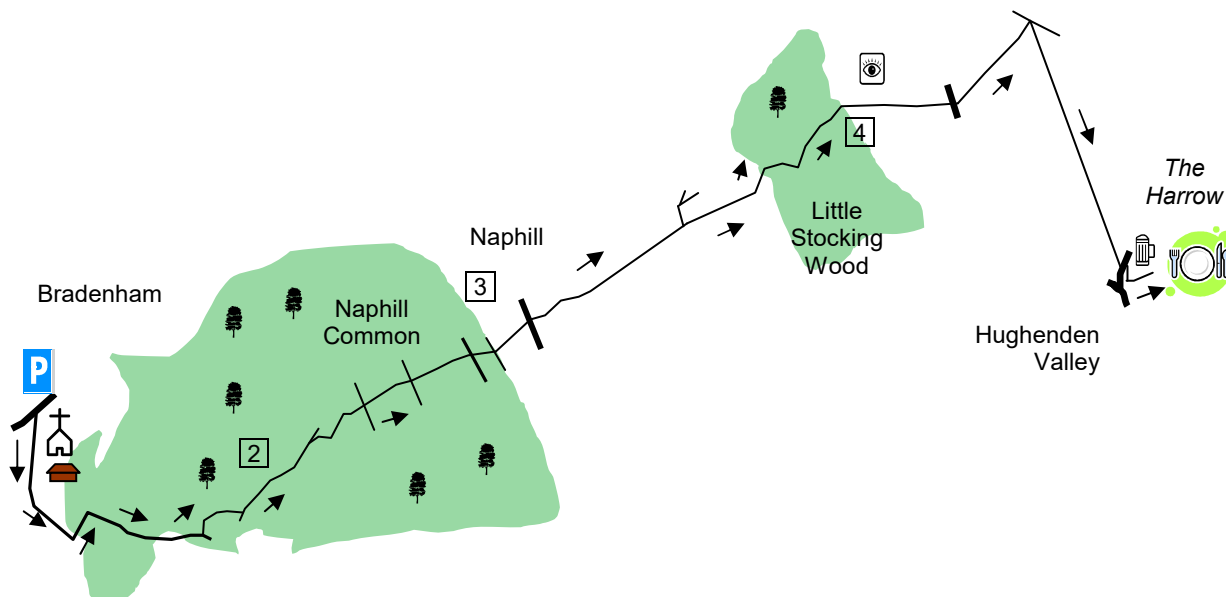 The
Harrow
4
Little
Stocking
Wood
Naphill
3
Bradenham
Naphill
Common
Hughenden
Valley
P
2